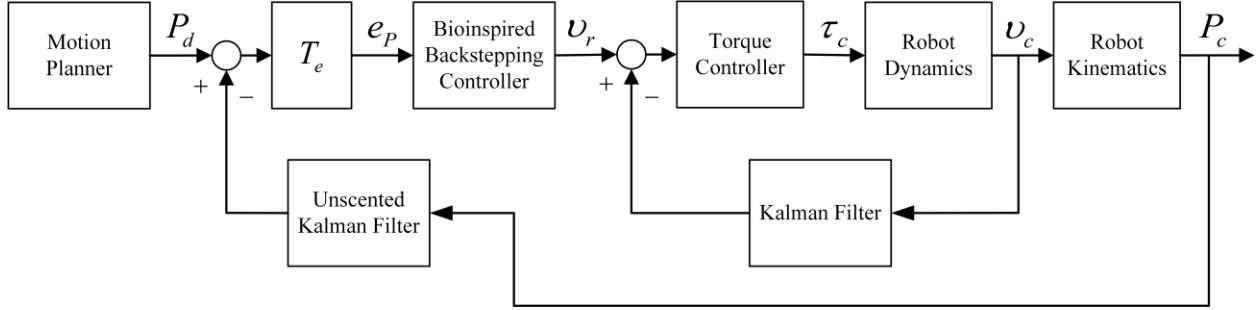 Motion
Planner
P_d
+
−
T_e
e_P
Bioinspired
Backstepping
Controller
υ_r
+
−
Torque
Controller
τ_c
Robot
Dynamics
υ_c
Robot
Kinematics
P_c
Unscented
Kalman Filter
Kalman Filter